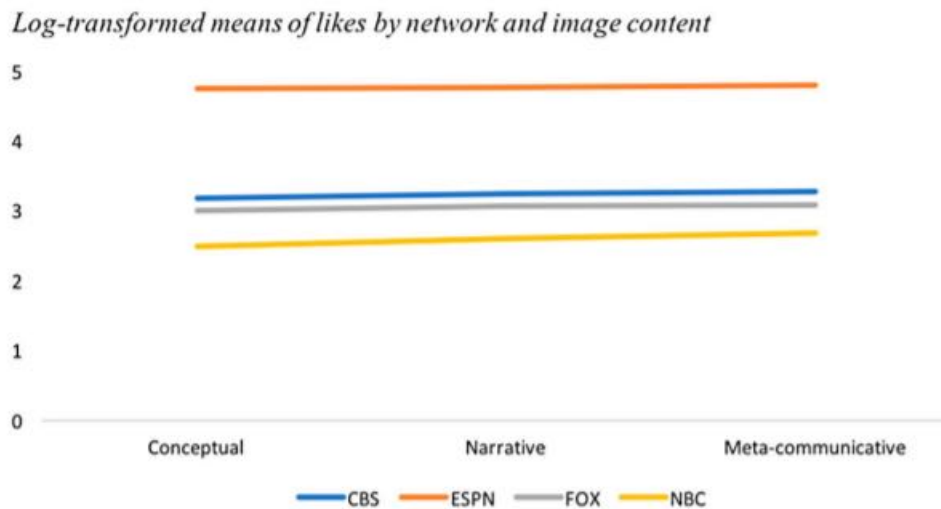 Log-transformed means of likes by network and image content
5
4
3
2
1
0
Conceptual Narrative Meta-communicative
CBS ESPN FOX NBC